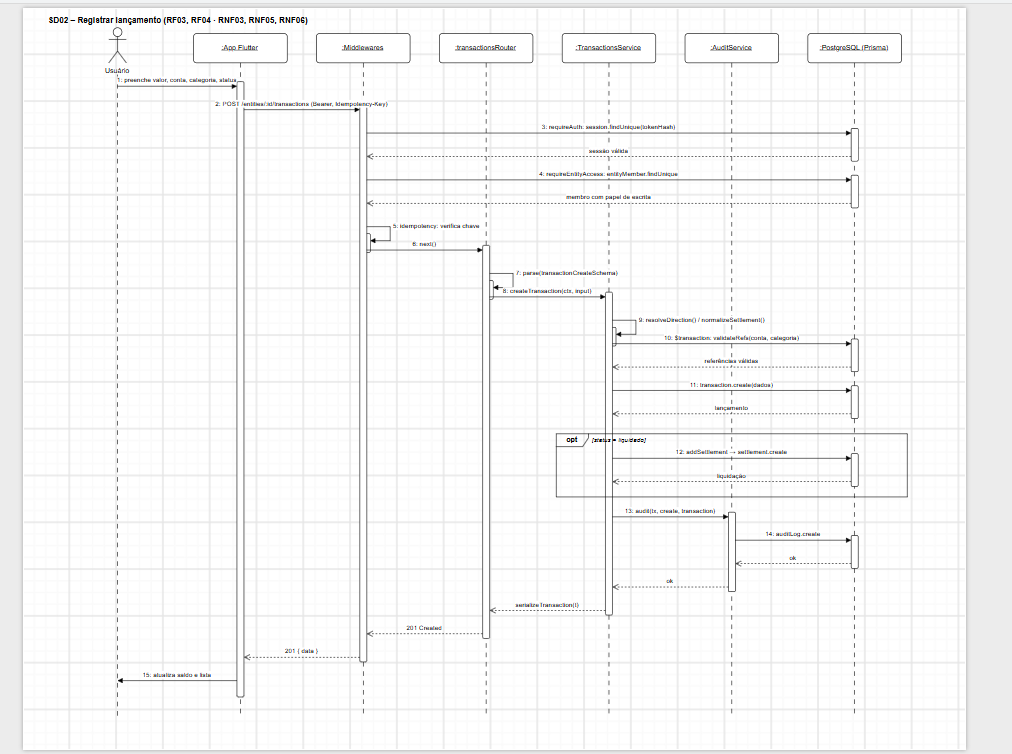 SD02 – Registrar lançamento (RF03, RF04 · RNF03, RNF05, RNF06)
:App Flutter
:Middlewares
:transactionsRouter
:TransactionsService
:AuditService
:PostgreSQL (Prisma)
Usuário
1: preenche valor, conta, categoria, status
2: POST /entities/:id/transactions (Bearer, Idempotency-Key)
3: requireAuth: session.findUnique(tokenHash)
sessão válida
4: requireEntityAccess: entityMember.findUnique
membro com papel de escrita
5: idempotency: verifica chave
6: next()
7: parse(transactionCreateSchema)
8: createTransaction(ctx, input)
9: resolveDirection() / normalizeSettlement()
10: $transaction: validateRefs(conta, categoria)
referências válidas
11: transaction.create(dados)
lançamento
opt
[status = liquidado]
12: addSettlement → settlement.create
liquidação
13: audit(tx, create, transaction)
14: auditLog.create
ok
ok
serializeTransaction(t)
201 Created
201 { data }
15: atualiza saldo e lista